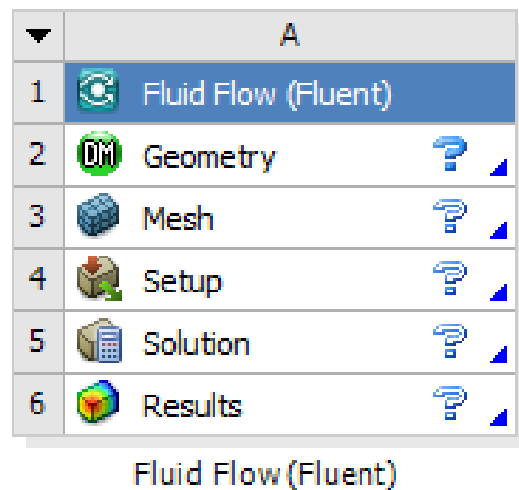 A
1 Fluid Flow (Fluent)
2 DM Geometry ?
3 Mesh ?
4 Setup ?
5 Solution ?
6 Results ?
Fluid Flow (Fluent)